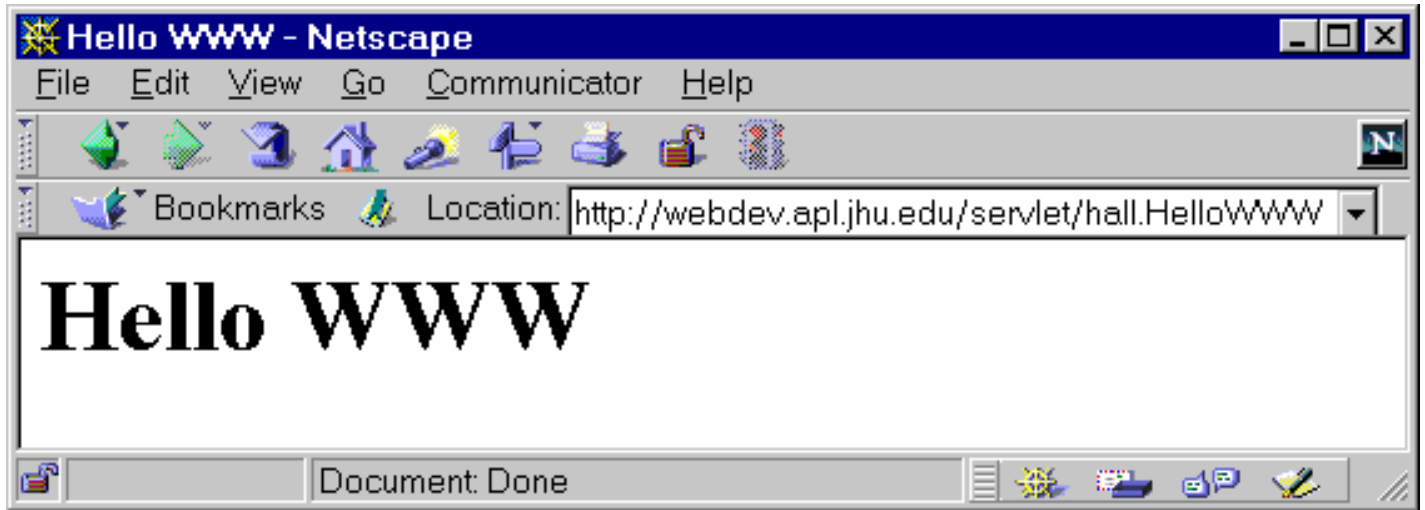 Hello WWW - Netscape
File Edit View Go Communicator Help
N
Bookmarks Location: http://webdev.apl.jhu.edu/servlet/hall.HelloWWW
Hello WWW
Document: Done